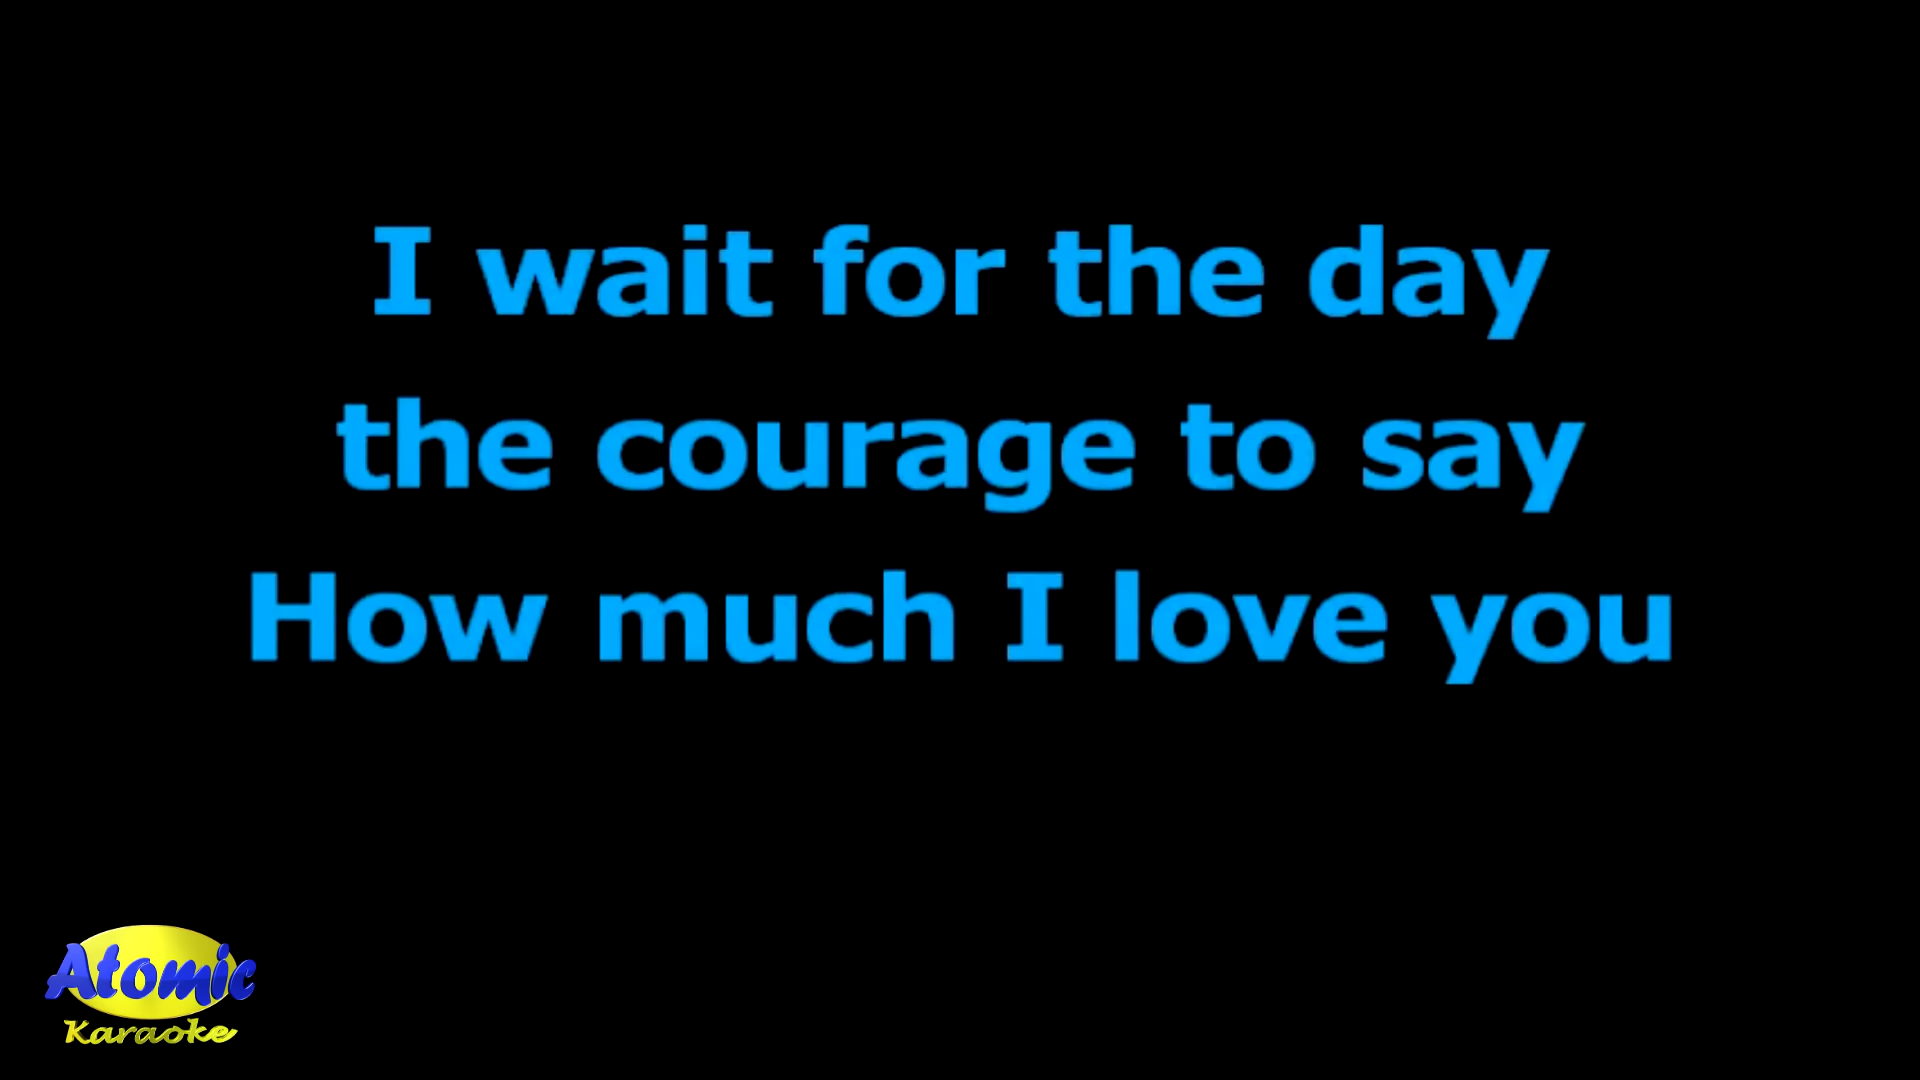 I wait for the day
the courage to say
How much I love you
Atomic
Karaoke